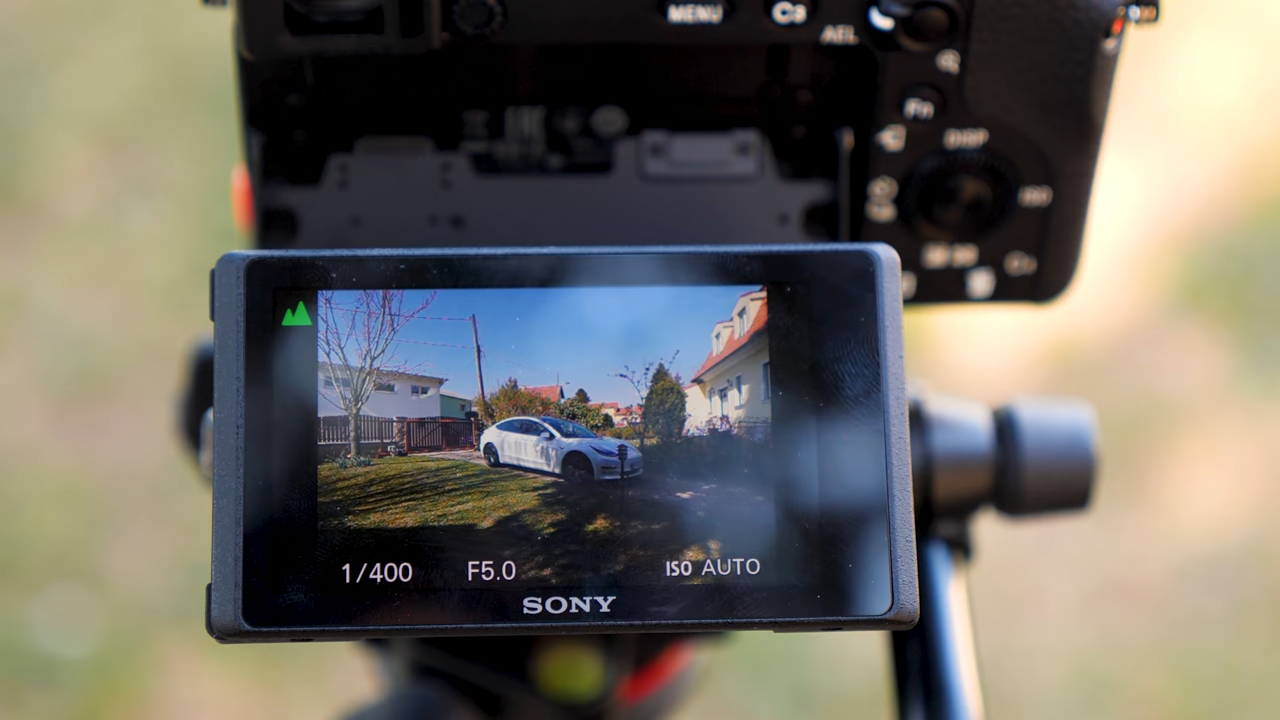 MENU
C3
AEL
Fn
DISP
ISO
1/400 F5.0 ISO AUTO
SONY